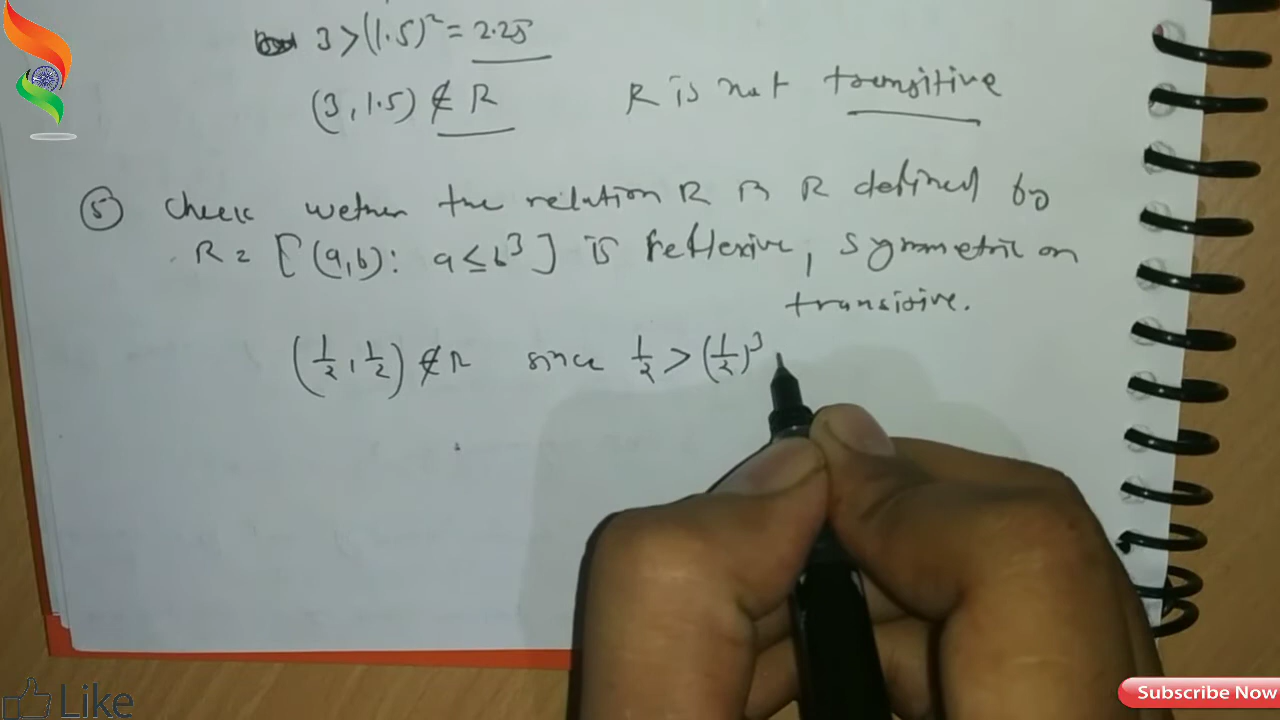 3 > (1.5)² = 2.25
(3, 1.5) ∉ R R is not transitive
⑤ check wether the relation R in R defined by
R = [(a,b): a ≤ b³] is reflexive, symmetric or
transitive.
(1/2, 1/2) ∉ R since 1/2 > (1/2)³
Like
Subscribe Now